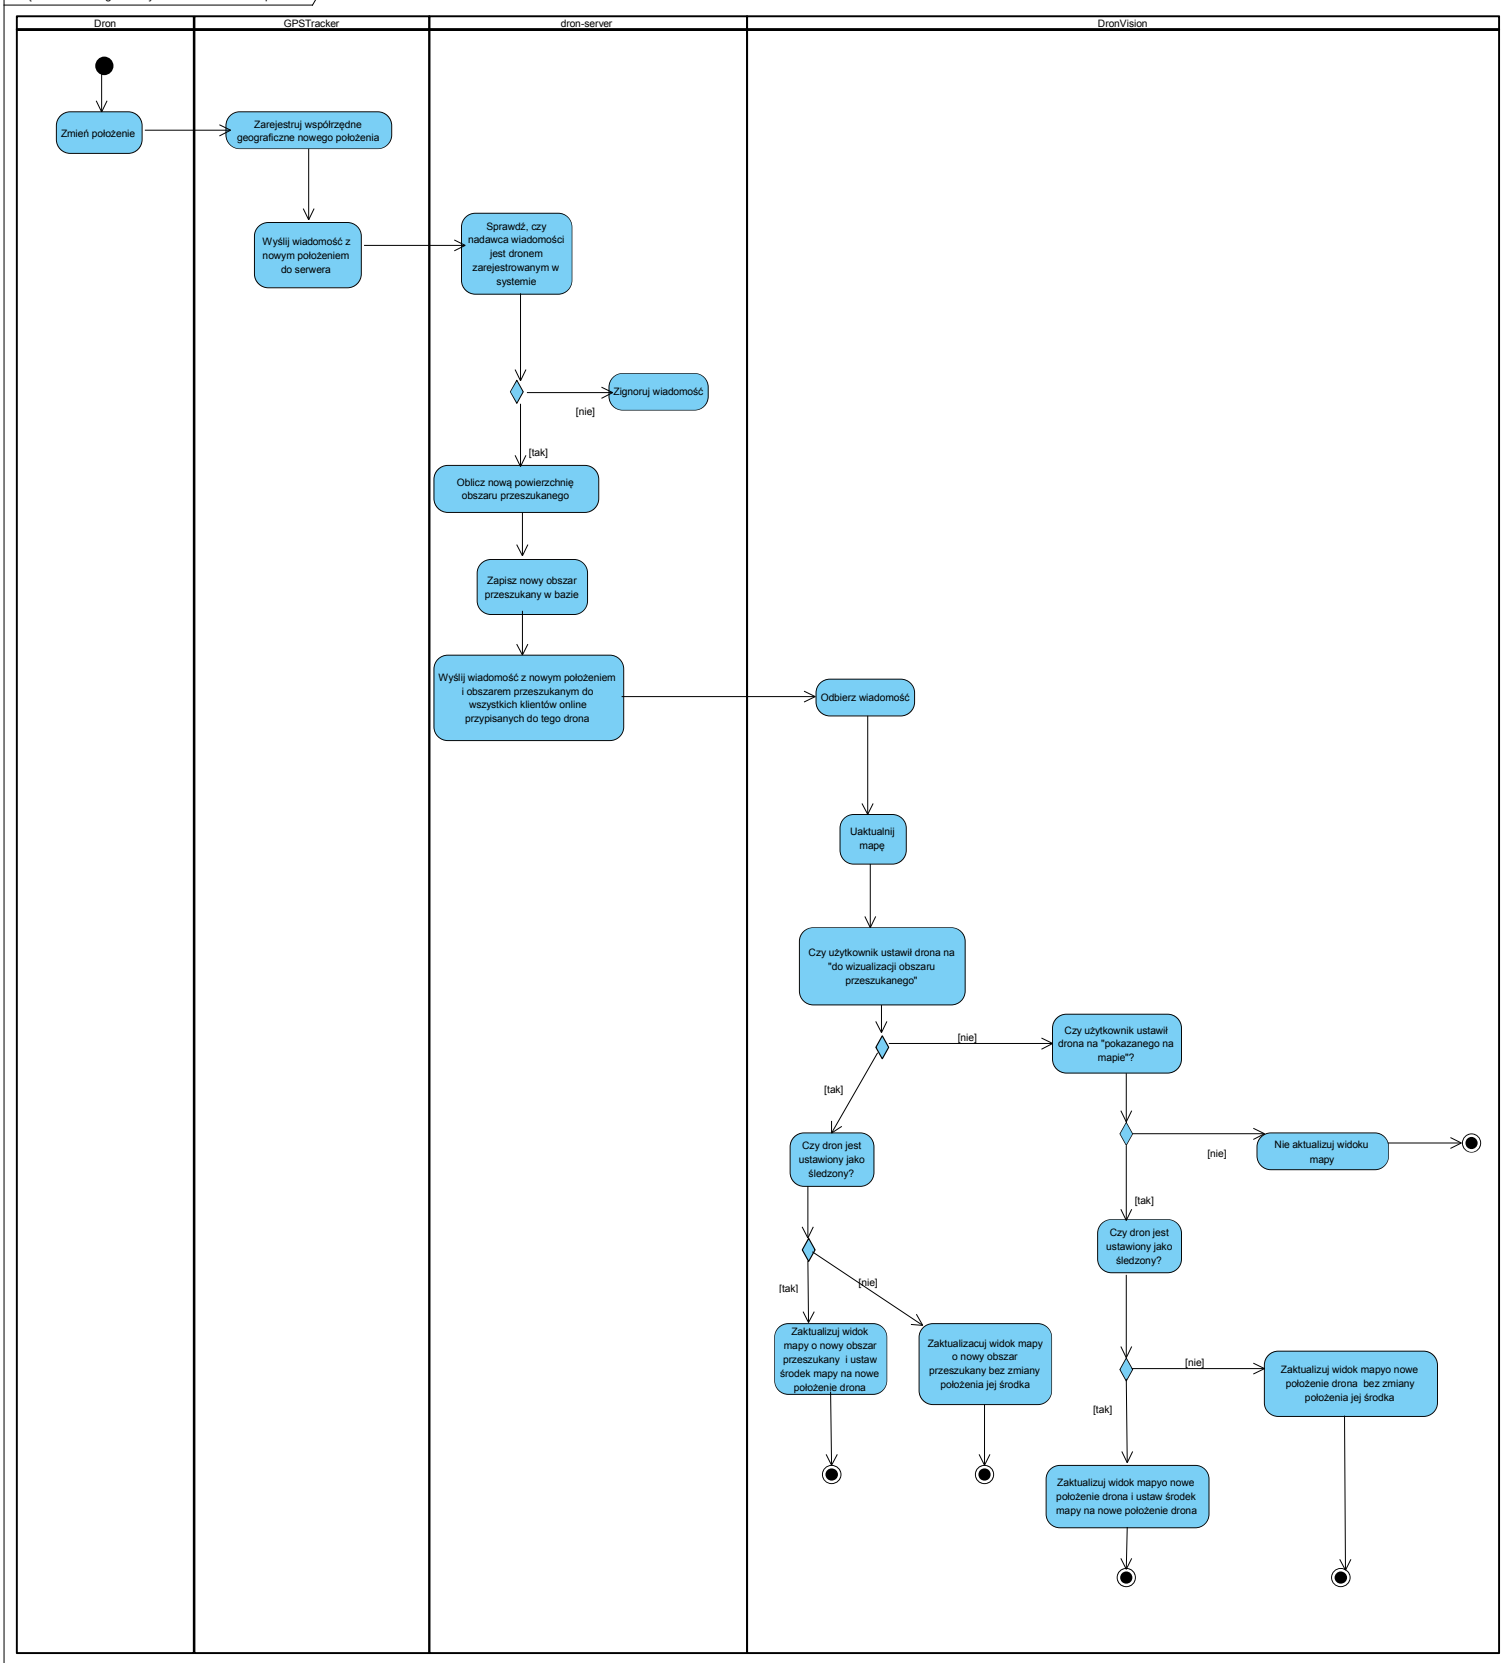 Dron
GPSTracker
dron-server
DronVision
Zmień położenie
Zarejestruj współrzędne
geograficzne nowego położenia
Wyślij wiadomość z
nowym położeniem
do serwera
Sprawdź, czy
nadawca wiadomości
jest dronem
zarejestrowanym w
systemie
Zignoruj wiadomość
[nie]
[tak]
Oblicz nową powierzchnię
obszaru przeszukanego
Zapisz nowy obszar
przeszukany w bazie
Wyślij wiadomość z nowym położeniem
i obszarem przeszukanym do
wszystkich klientów online
przypisanych do tego drona
Odbierz wiadomość
Uaktualnij
mapę
Czy użytkownik ustawił drona na
"do wizualizacji obszaru
przeszukanego"
[nie]
Czy użytkownik ustawił
drona na "pokazanego na
mapie"?
[tak]
Czy dron jest
ustawiony jako
śledzony?
[nie]
Nie aktualizuj widoku
mapy
[tak]
Czy dron jest
ustawiony jako
śledzony?
[tak]
[nie]
Zaktualizuj widok
mapy o nowy obszar
przeszukany i ustaw
środek mapy na nowe
położenie drona
Zaktualizacuj widok mapy
o nowy obszar
przeszukany bez zmiany
położenia jej środka
[nie]
Zaktualizuj widok mapyo nowe
położenie drona bez zmiany
położenia jej środka
[tak]
Zaktualizuj widok mapyo nowe
położenie drona i ustaw środek
mapy na nowe położenie drona